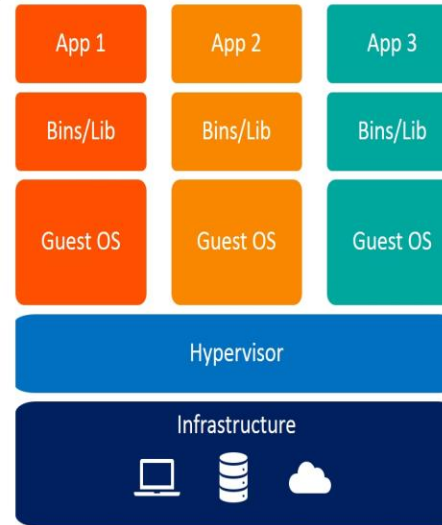 App 1
App 2
App 3
Bins/Lib
Bins/Lib
Bins/Lib
Guest OS
Guest OS
Guest OS
Hypervisor
Infrastructure